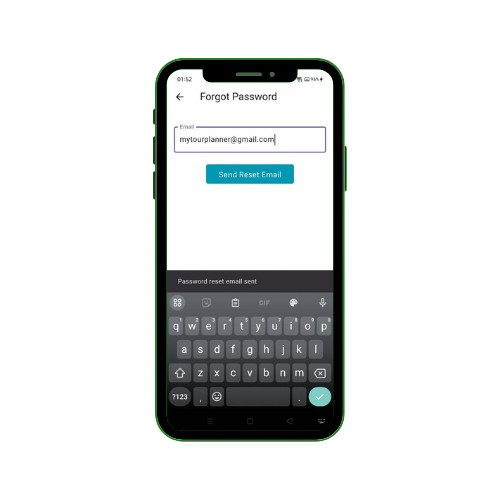 01:52
Forgot Password
Email
mytourplanner@gmail.com
Send Reset Email
Password reset email sent
GIF
q 1 w 2 e 3 r 4 t 5 y 6 u 7 i 8 o 9 p 0
a s d f g h j k l
z x c v b n m
?123 , .